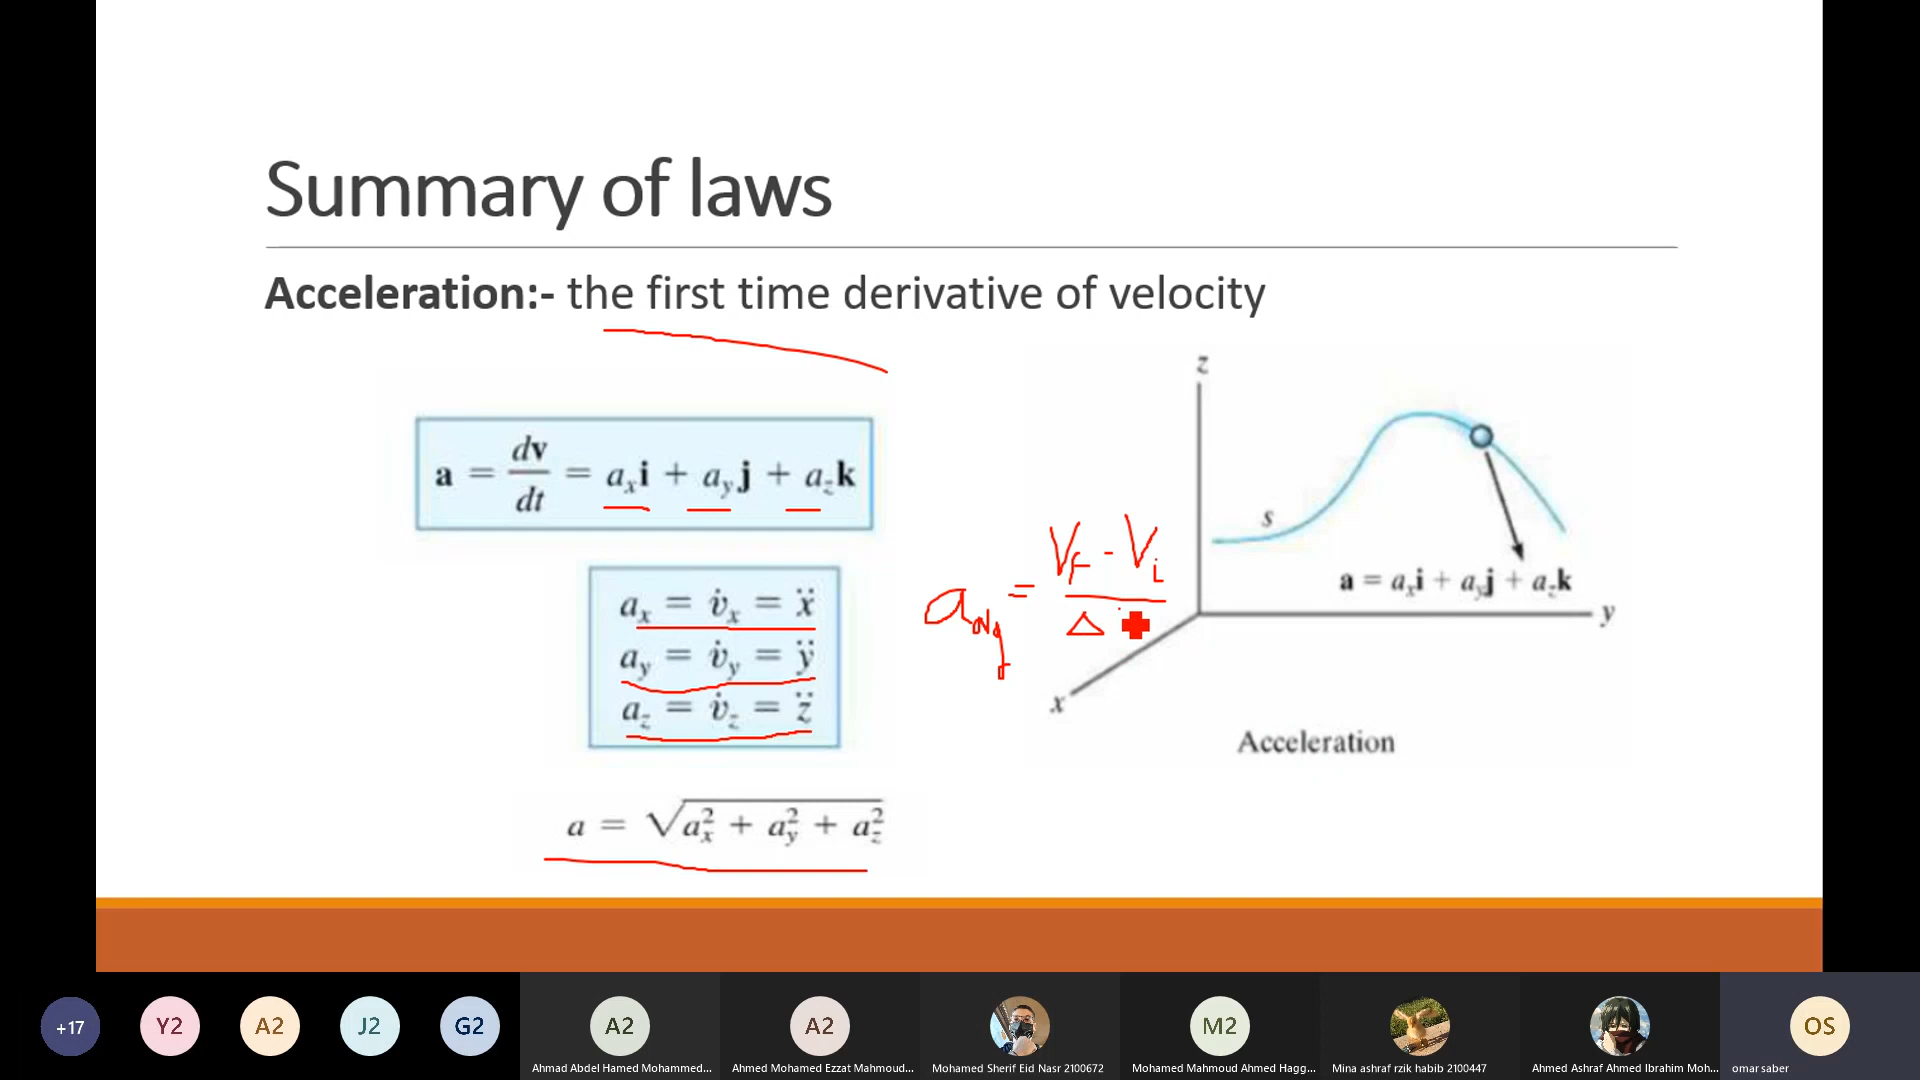 Summary of laws
Acceleration:- the first time derivative of velocity
a = dv/dt = aₓi + a_yj + a_zk
aₓ = v̇ₓ = ẍ
a_y = v̇_y = ÿ
a_z = v̇_z = z̈
a = √(aₓ² + a_y² + a_z²)
a_avg = (V_F - V_i) / Δ
z
s
a = aₓi + a_yj + a_zk
y
x
Acceleration
+17
Y2
A2
J2
G2
A2
Ahmad Abdel Hamed Mohammed...
A2
Ahmed Mohamed Ezzat Mahmoud...
Mohamed Sherif Eid Nasr 2100672
M2
Mohamed Mahmoud Ahmed Hagg...
Mina ashraf rzik habib 2100447
Ahmed Ashraf Ahmed Ibrahim Moh...
OS
omar saber